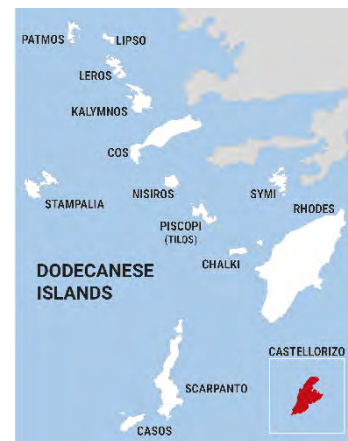 PATMOS
LIPSO
LEROS
KALYMNOS
COS
STAMPALIA
NISIROS
SYMI
RHODES
PISCOPI
(TILOS)
CHALKI
DODECANESE
ISLANDS
CASTELLORIZO
SCARPANTO
CASOS